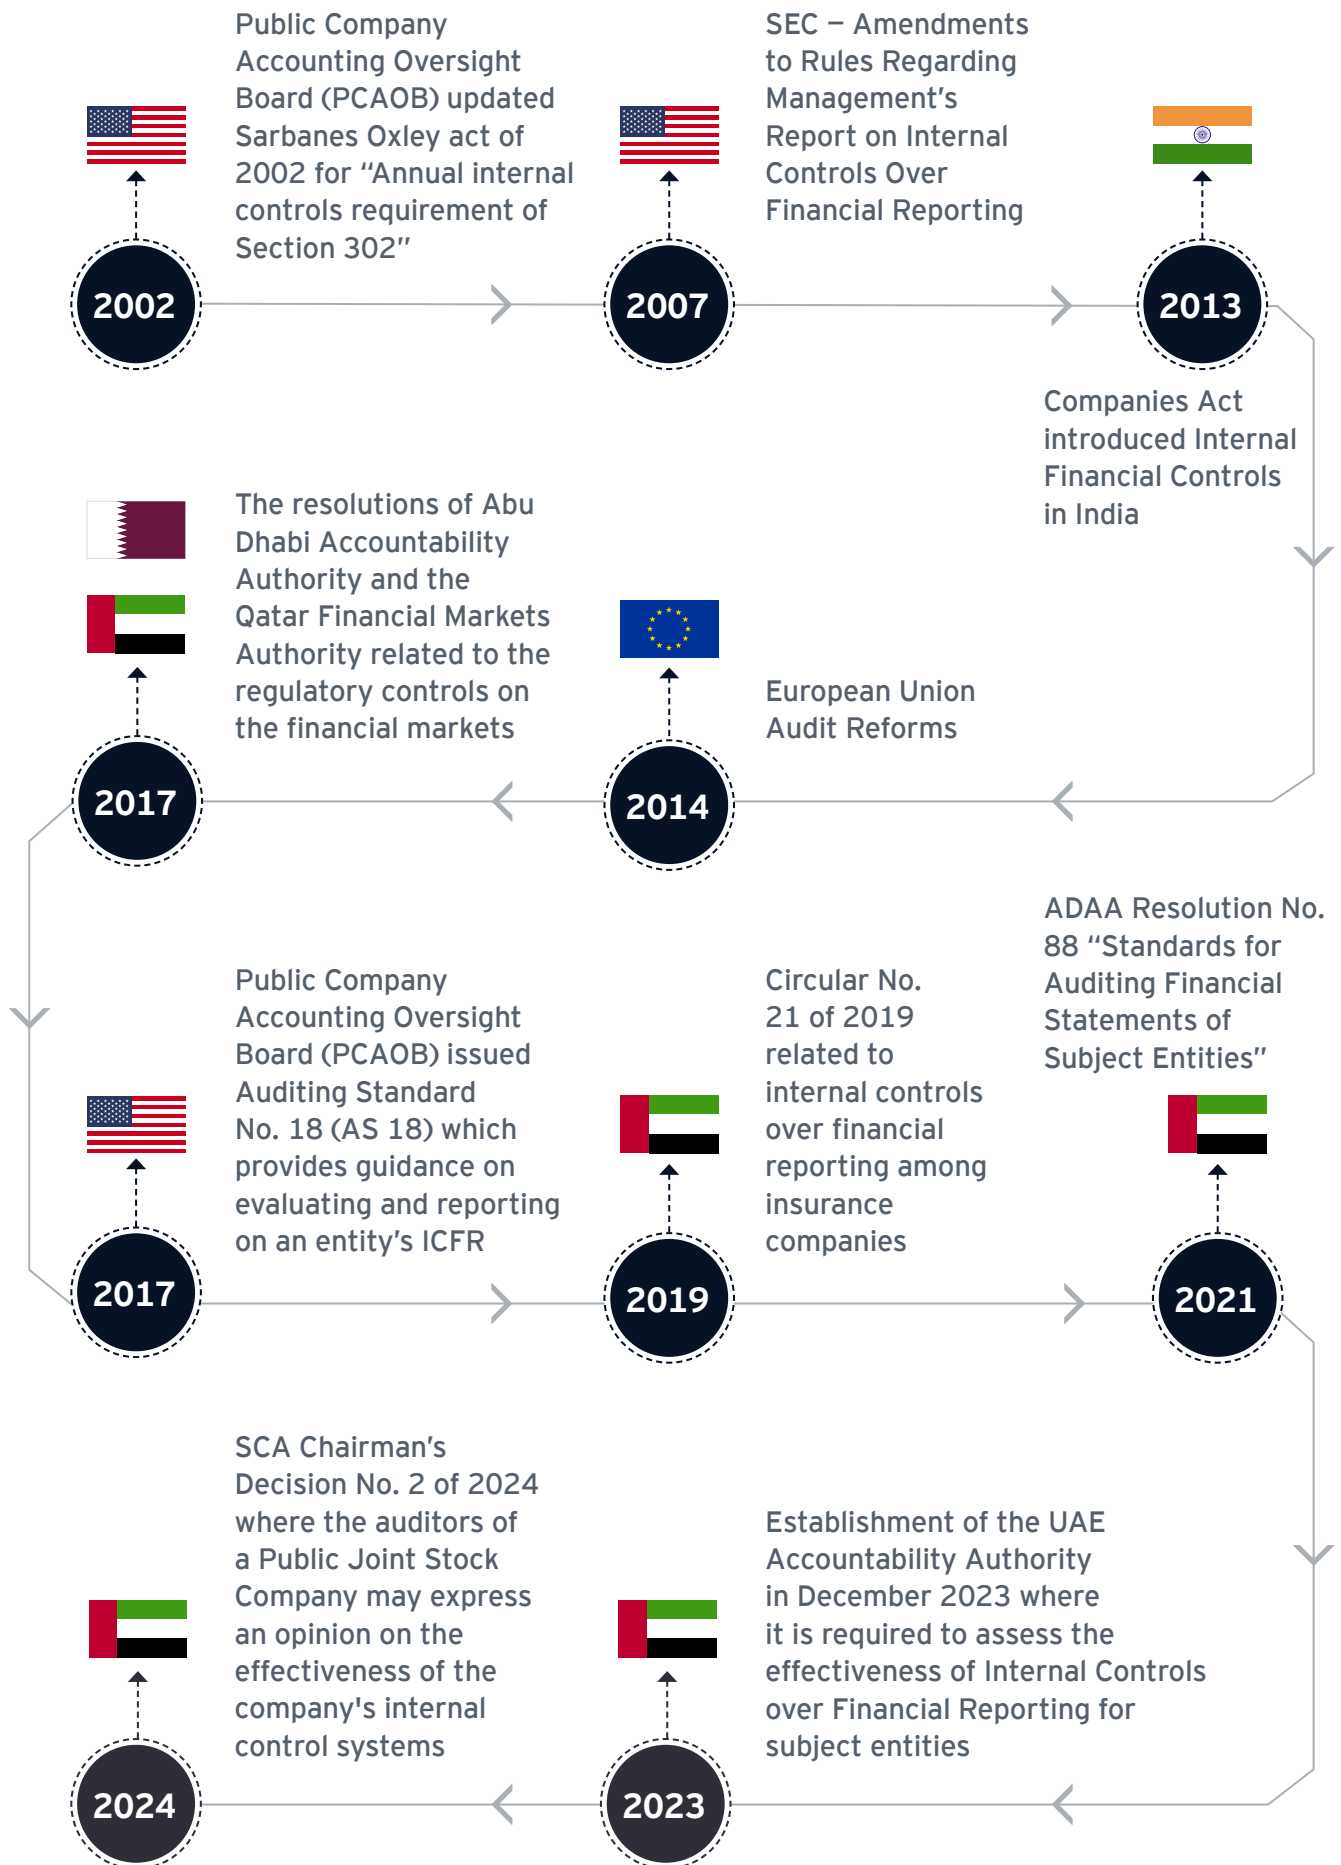 Public Company
Accounting Oversight
Board (PCAOB) updated
Sarbanes Oxley act of
2002 for “Annual internal
controls requirement of
Section 302”
2002
SEC – Amendments
to Rules Regarding
Management’s
Report on Internal
Controls Over
Financial Reporting
2007
2013
Companies Act
introduced Internal
Financial Controls
in India
European Union
Audit Reforms
2014
The resolutions of Abu
Dhabi Accountability
Authority and the
Qatar Financial Markets
Authority related to the
regulatory controls on
the financial markets
2017
Public Company
Accounting Oversight
Board (PCAOB) issued
Auditing Standard
No. 18 (AS 18) which
provides guidance on
evaluating and reporting
on an entity’s ICFR
2017
Circular No.
21 of 2019
related to
internal controls
over financial
reporting among
insurance
companies
2019
ADAA Resolution No.
88 “Standards for
Auditing Financial
Statements of
Subject Entities”
2021
Establishment of the UAE
Accountability Authority
in December 2023 where
it is required to assess the
effectiveness of Internal Controls
over Financial Reporting for
subject entities
2023
SCA Chairman’s
Decision No. 2 of 2024
where the auditors of
a Public Joint Stock
Company may express
an opinion on the
effectiveness of the
company's internal
control systems
2024